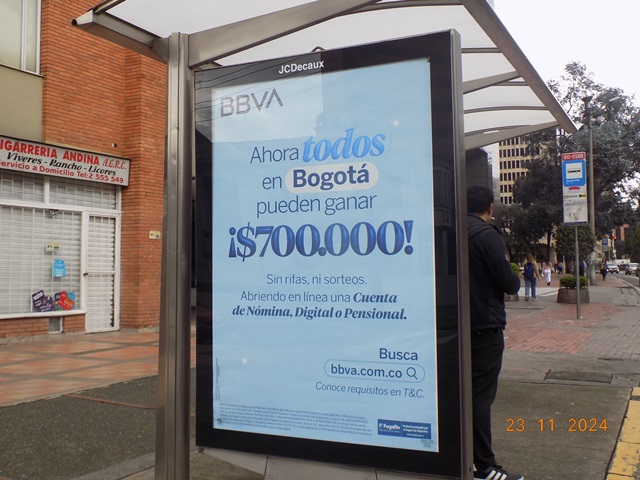 JCDecaux
BBVA
Ahora todos
en Bogotá
pueden ganar
¡$700.000!
Sin rifas, ni sorteos.
Abriendo en línea una Cuenta
de Nómina, Digital o Pensional.
Busca
bbva.com.co
Conoce requisitos en T&C.
Fogafín
IGARRERIA ANDINA
Viveres - Rancho - Licores
ervicio a Domicilio Tel:2 555 549
23 11 2024